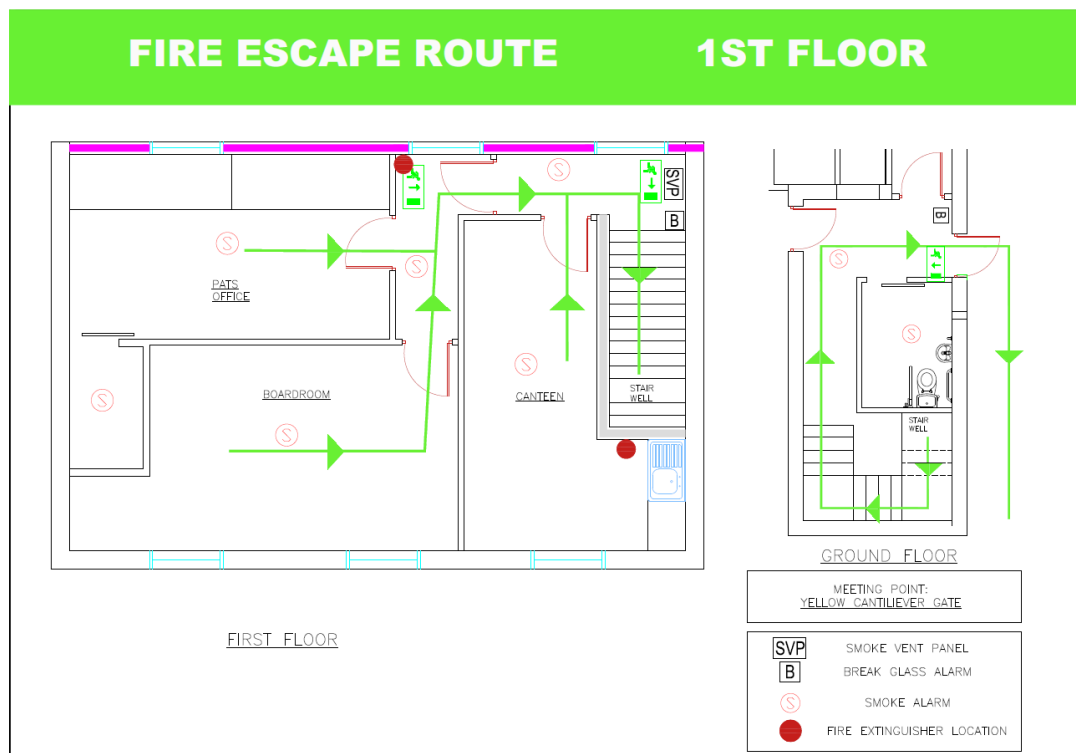 FIRE ESCAPE ROUTE 1ST FLOOR
S
SVP
B
S
S
PATS
OFFICE
S
BOARDROOM
S
CANTEEN
STAIR
WELL
S
S
FIRST FLOOR
B
S
S
STAIR
WELL
GROUND FLOOR
MEETING POINT:
YELLOW CANTILIEVER GATE
SVP SMOKE VENT PANEL
B BREAK GLASS ALARM
S SMOKE ALARM
FIRE EXTINGUISHER LOCATION